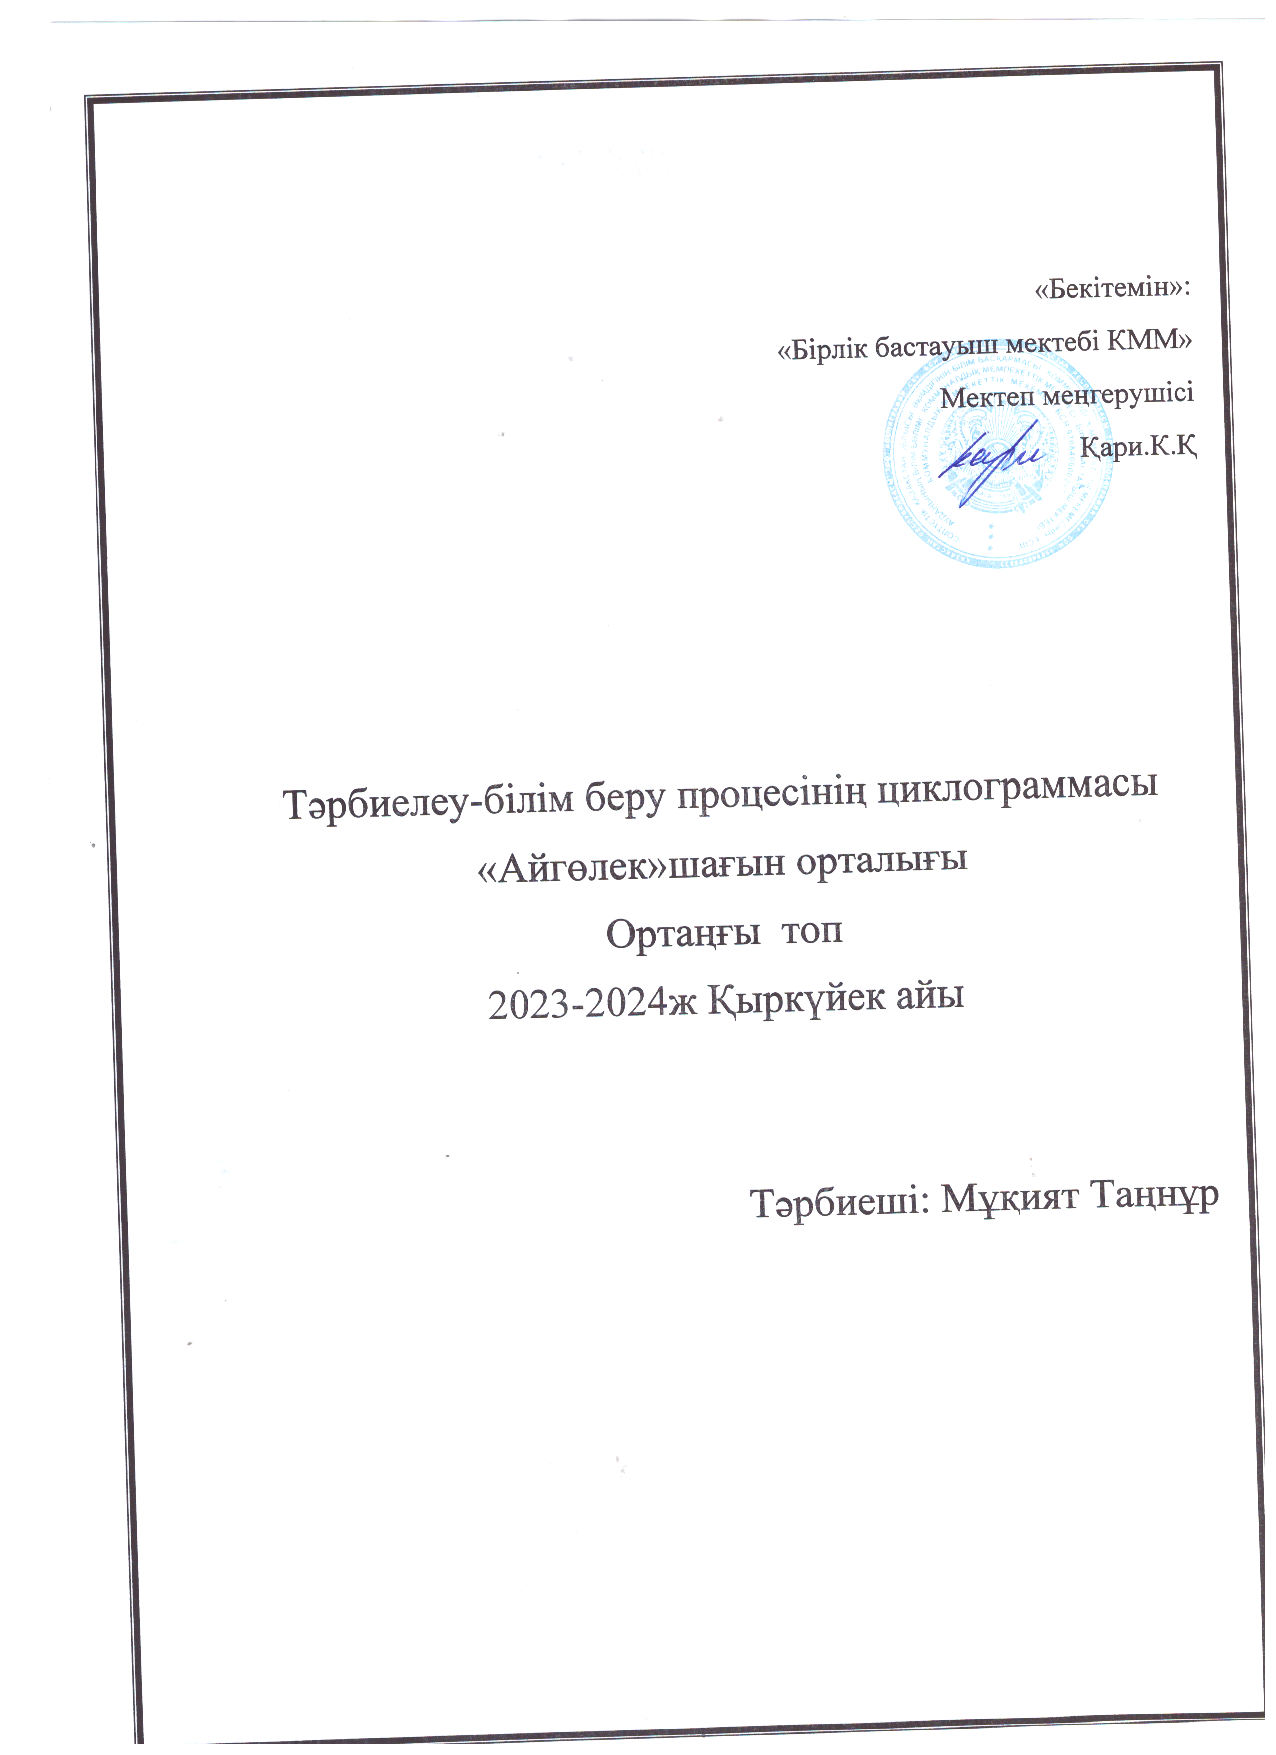 «Бекітемін»:
«Бірлік бастауыш мектебі КММ»
Мектеп меңгерушісі
Қари.К.Қ
Тәрбиелеу-білім беру процесінің циклограммасы
«Айгөлек»шағын орталығы
Ортаңғы топ
2023-2024ж Қыркүйек айы
Тәрбиеші: Мұқият Таңнұр